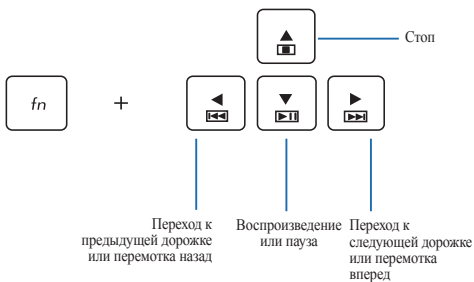 Стоп
fn +
Переход к
предыдущей дорожке
или перемотка назад
Воспроизведение
или пауза
Переход к
следующей дорожке
или перемотка
вперед